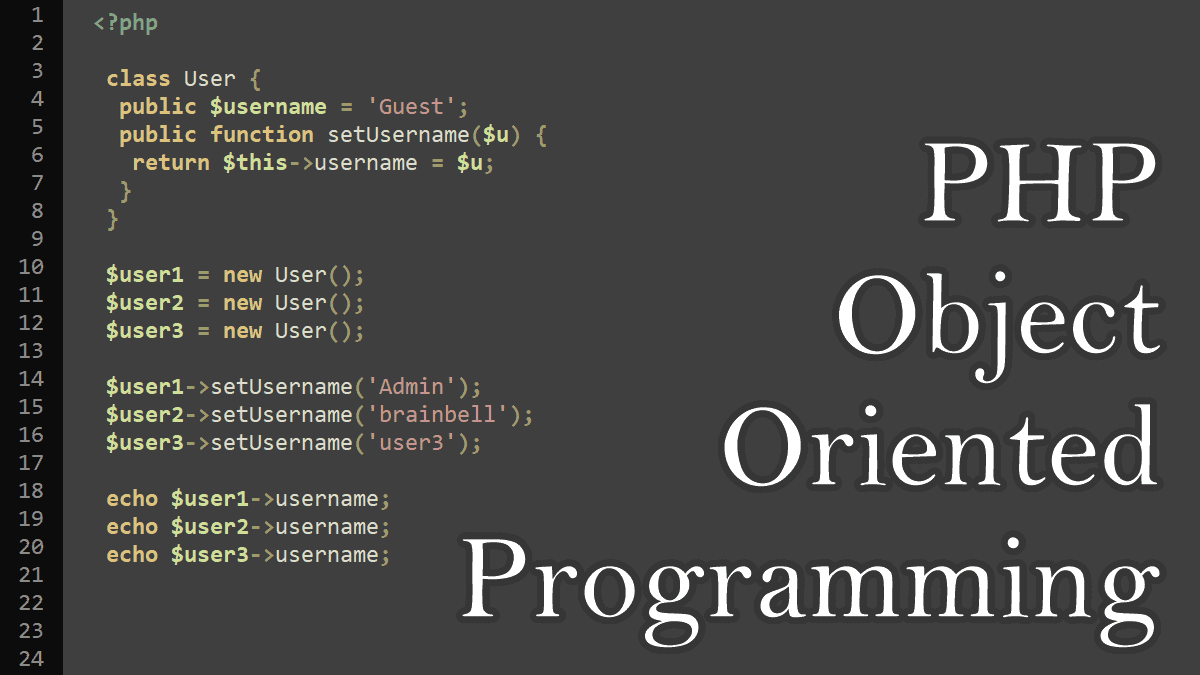 1 <?php
2
3 class User {
4 public $username = 'Guest';
5 public function setUsername($u) {
6 return $this->username = $u;
7 }
8 }
9
10 $user1 = new User();
11 $user2 = new User();
12 $user3 = new User();
13
14 $user1->setUsername('Admin');
15 $user2->setUsername('brainbell');
16 $user3->setUsername('user3');
17
18 echo $user1->username;
19 echo $user2->username;
20 echo $user3->username;
21
22
23
24
PHP
Object
Oriented
Programming